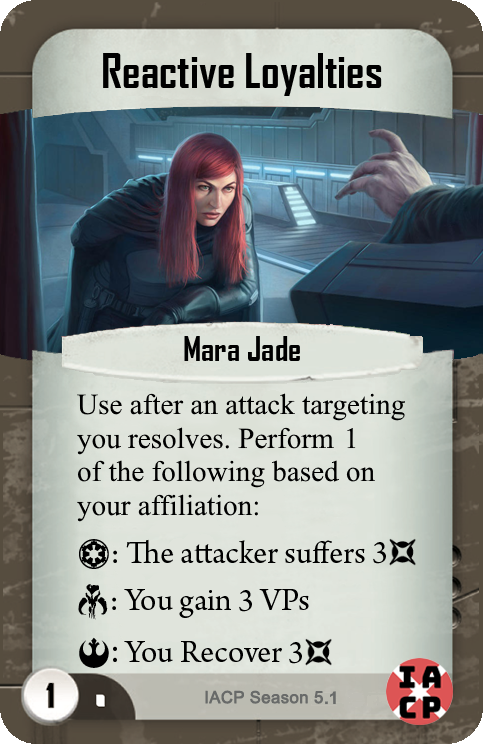 Reactive Loyalties
Mara Jade
Use after an attack targeting
you resolves. Perform 1
of the following based on
your affiliation:
: The attacker suffers 3
: You gain 3 VPs
: You Recover 3
1
IACP Season 5.1
IA
CP